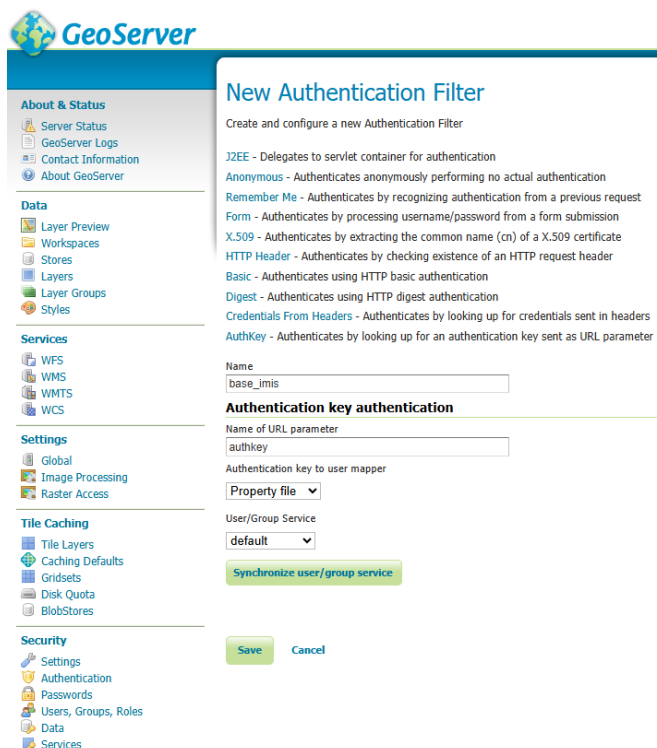 GeoServer
About & Status
Server Status
GeoServer Logs
Contact Information
About GeoServer
Data
Layer Preview
Workspaces
Stores
Layers
Layer Groups
Styles
Services
WFS
WMS
WMTS
WCS
Settings
Global
Image Processing
Raster Access
Tile Caching
Tile Layers
Caching Defaults
Gridsets
Disk Quota
BlobStores
Security
Settings
Authentication
Passwords
Users, Groups, Roles
Data
Services
New Authentication Filter
Create and configure a new Authentication Filter
J2EE - Delegates to servlet container for authentication
Anonymous - Authenticates anonymously performing no actual authentication
Remember Me - Authenticates by recognizing authentication from a previous request
Form - Authenticates by processing username/password from a form submission
X.509 - Authenticates by extracting the common name (cn) of a X.509 certificate
HTTP Header - Authenticates by checking existence of an HTTP request header
Basic - Authenticates using HTTP basic authentication
Digest - Authenticates using HTTP digest authentication
Credentials From Headers - Authenticates by looking up for credentials sent in headers
AuthKey - Authenticates by looking up for an authentication key sent as URL parameter
Name
base_imis
Authentication key authentication
Name of URL parameter
authkey
Authentication key to user mapper
Property file
User/Group Service
default
Synchronize user/group service
Save Cancel